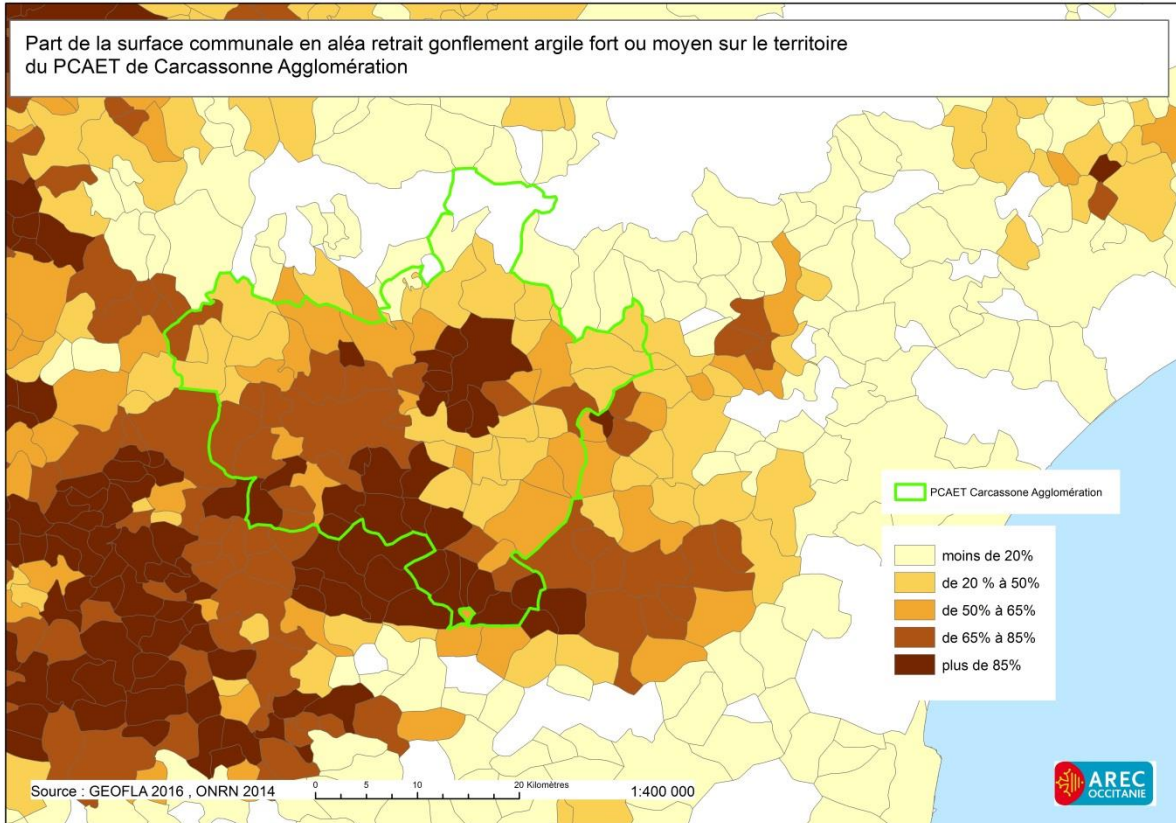 Part de la surface communale en aléa retrait gonflement argile fort ou moyen sur le territoire
du PCAET de Carcassonne Agglomération
PCAET Carcassone Agglomération
moins de 20%
de 20 % à 50%
de 50% à 65%
de 65% à 85%
plus de 85%
Source : GEOFLA 2016 , ONRN 2014
0 5 10 20 Kilomètres
1:400 000
AREC
OCCITANIE